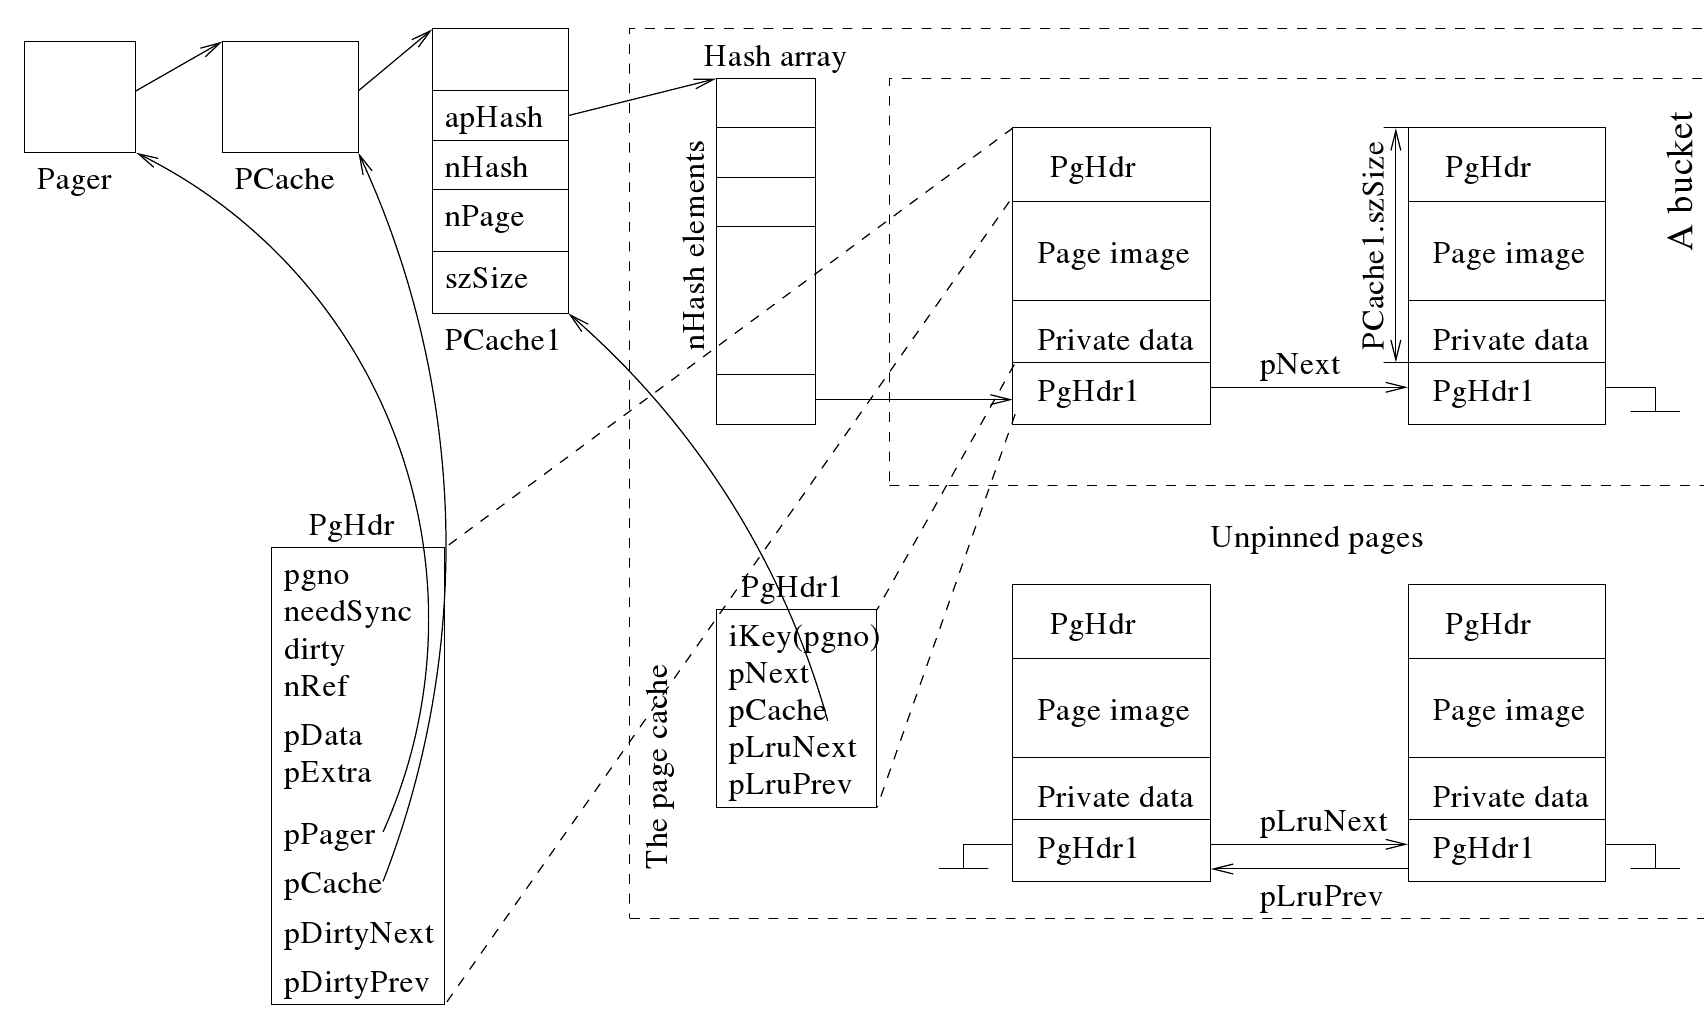 Pager
PCache
apHash
nHash
nPage
szSize
PCache1
Hash array
nHash elements
PgHdr
Page image
Private data
PgHdr1
pNext
PCache1.szSize
PgHdr
Page image
Private data
PgHdr1
A bucket
PgHdr
pgno
needSync
dirty
nRef
pData
pExtra
pPager
pCache
pDirtyNext
pDirtyPrev
The page cache
PgHdr1
iKey(pgno)
pNext
pCache
pLruNext
pLruPrev
Unpinned pages
PgHdr
Page image
Private data
PgHdr1
pLruNext
pLruPrev
PgHdr
Page image
Private data
PgHdr1